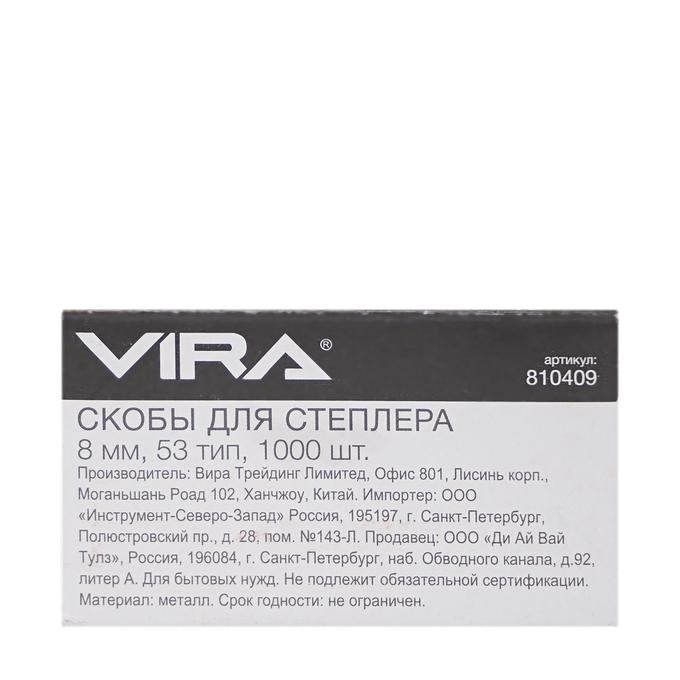 VIRA®
артикул:
810409
СКОБЫ ДЛЯ СТЕПЛЕРА
8 мм, 53 тип, 1000 шт.
Производитель: Вира Трейдинг Лимитед, Офис 801, Лисинь корп.,
Моганьшань Роад 102, Ханчжоу, Китай. Импортер: ООО
«Инструмент-Северо-Запад» Россия, 195197, г. Санкт-Петербург,
Полюстровский пр., д. 28, пом. №143-Л. Продавец: ООО «Ди Ай Вай
Тулз», Россия, 196084, г. Санкт-Петербург, наб. Обводного канала, д.92,
литер А. Для бытовых нужд. Не подлежит обязательной сертификации.
Материал: металл. Срок годности: не ограничен.